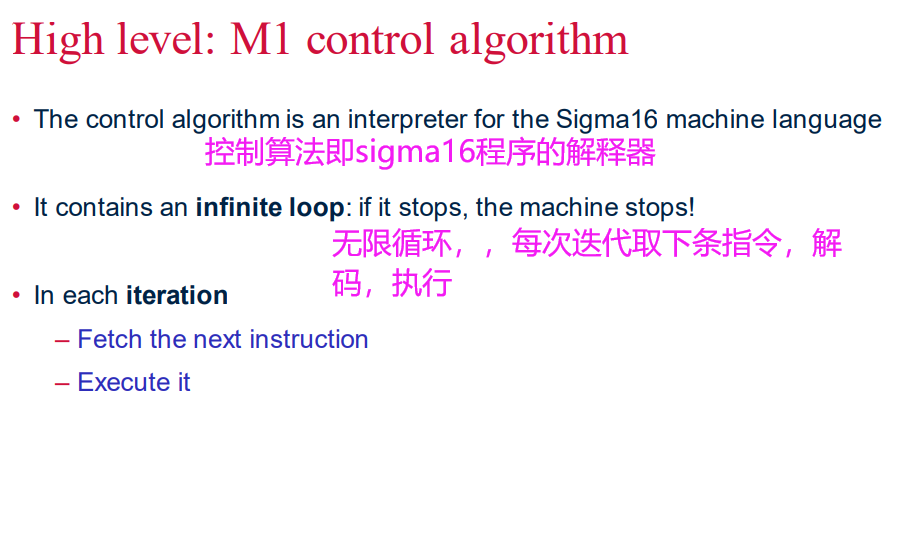 High level: M1 control algorithm
• The control algorithm is an interpreter for the Sigma16 machine language
控制算法即sigma16程序的解释器
• It contains an infinite loop: if it stops, the machine stops!
无限循环，，每次迭代取下条指令，解
码，执行
• In each iteration
– Fetch the next instruction
– Execute it